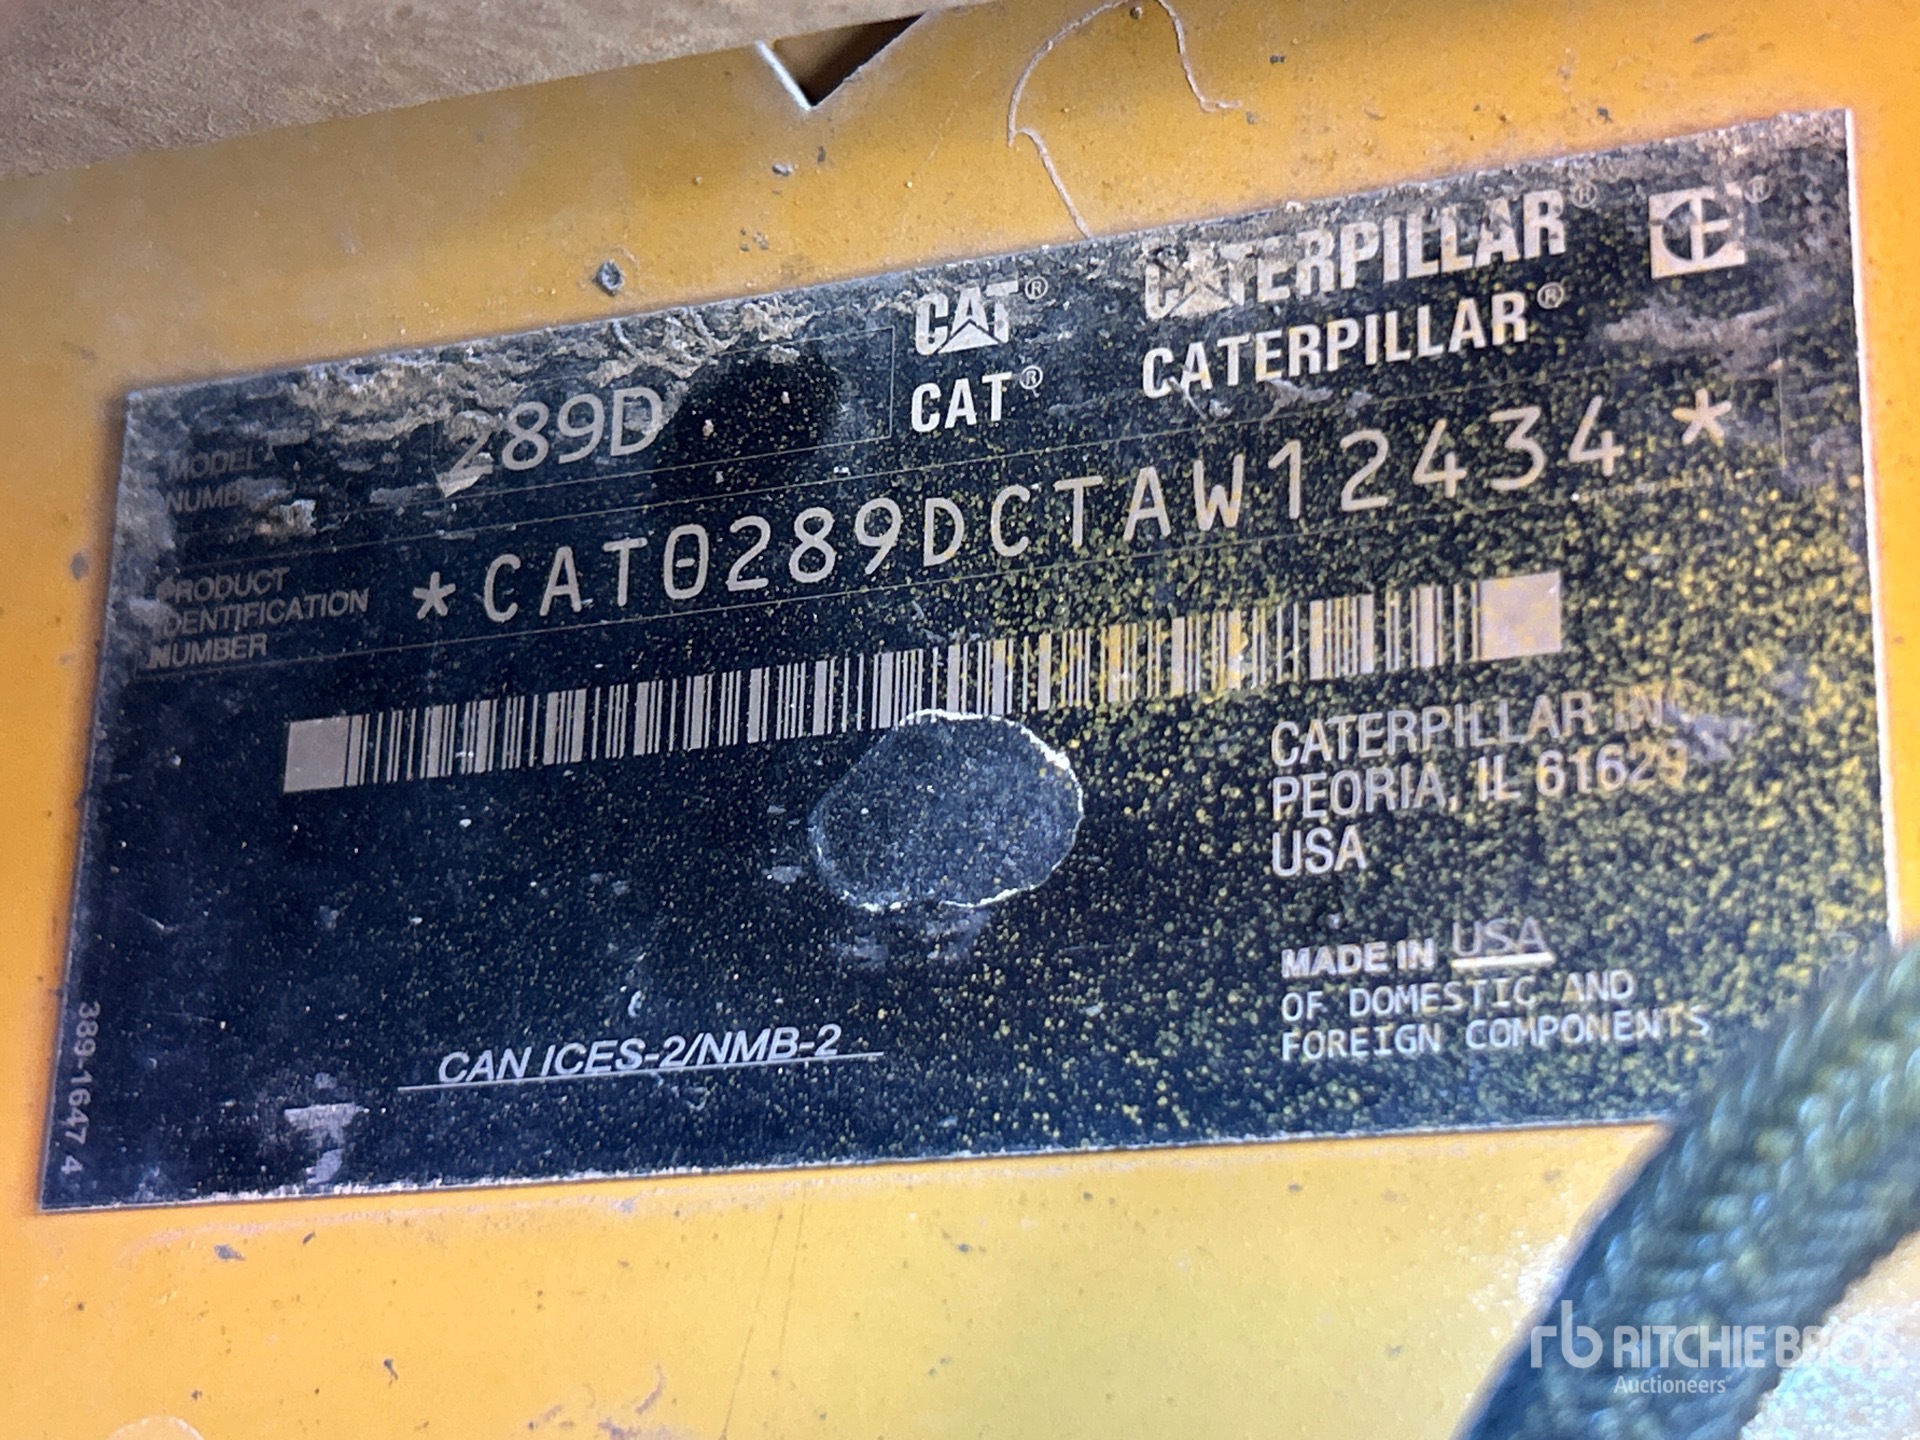 CAT® CATERPILLAR®
CAT® CATERPILLAR®
MODEL NUMBER 289D
PRODUCT IDENTIFICATION NUMBER *CAT0289DCTAW12434*
CATERPILLAR INC
PEORIA, IL 61629
USA
MADE IN USA
OF DOMESTIC AND
FOREIGN COMPONENTS
CAN ICES-2/NMB-2
389-1647 4
rb RITCHIE BROS.
Auctioneers